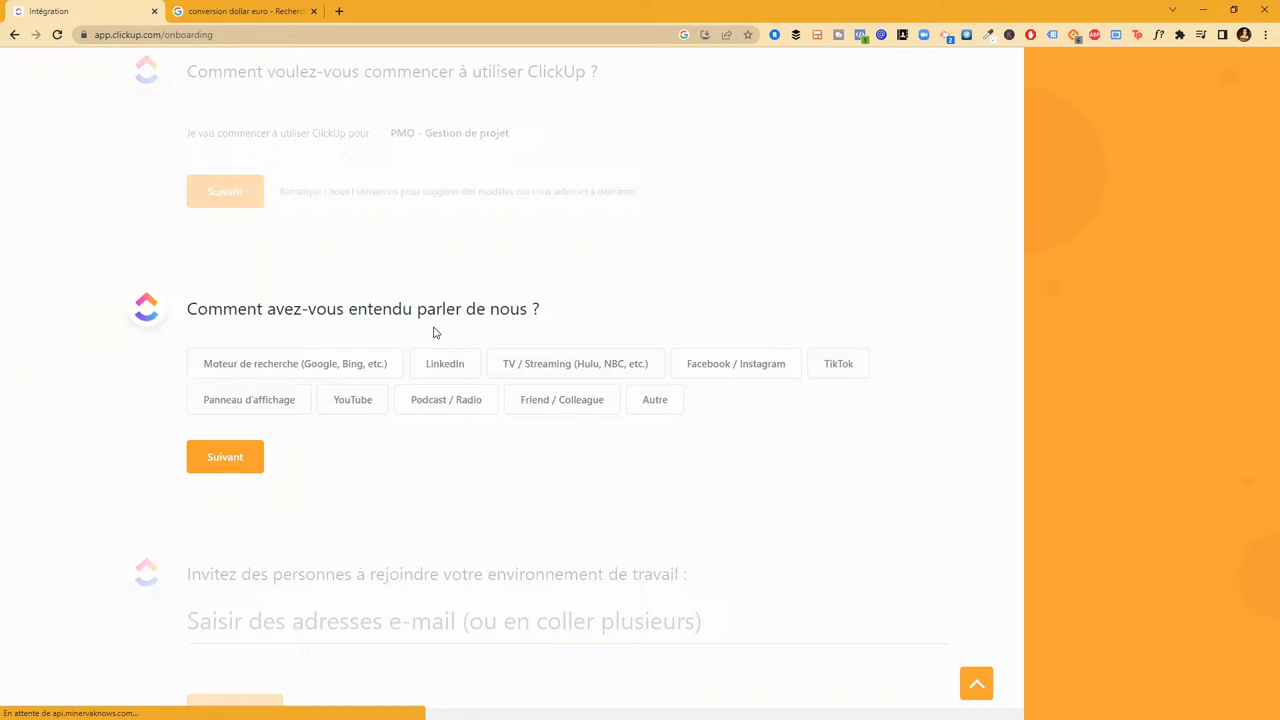 Intégration
conversion dollar euro - Recherc
app.clickup.com/onboarding
Comment voulez-vous commencer à utiliser ClickUp ?
Je vais commencer à utiliser ClickUp pour PMO - Gestion de projet
Suivant
Remarque : nous l'utiliserons pour suggérer des modèles qui vous aideront à démarrer.
Comment avez-vous entendu parler de nous ?
Moteur de recherche (Google, Bing, etc.) LinkedIn TV / Streaming (Hulu, NBC, etc.) Facebook / Instagram TikTok
Panneau d'affichage YouTube Podcast / Radio Friend / Colleague Autre
Suivant
Invitez des personnes à rejoindre votre environnement de travail :
Saisir des adresses e-mail (ou en coller plusieurs)
En attente de api.minervaknows.com...